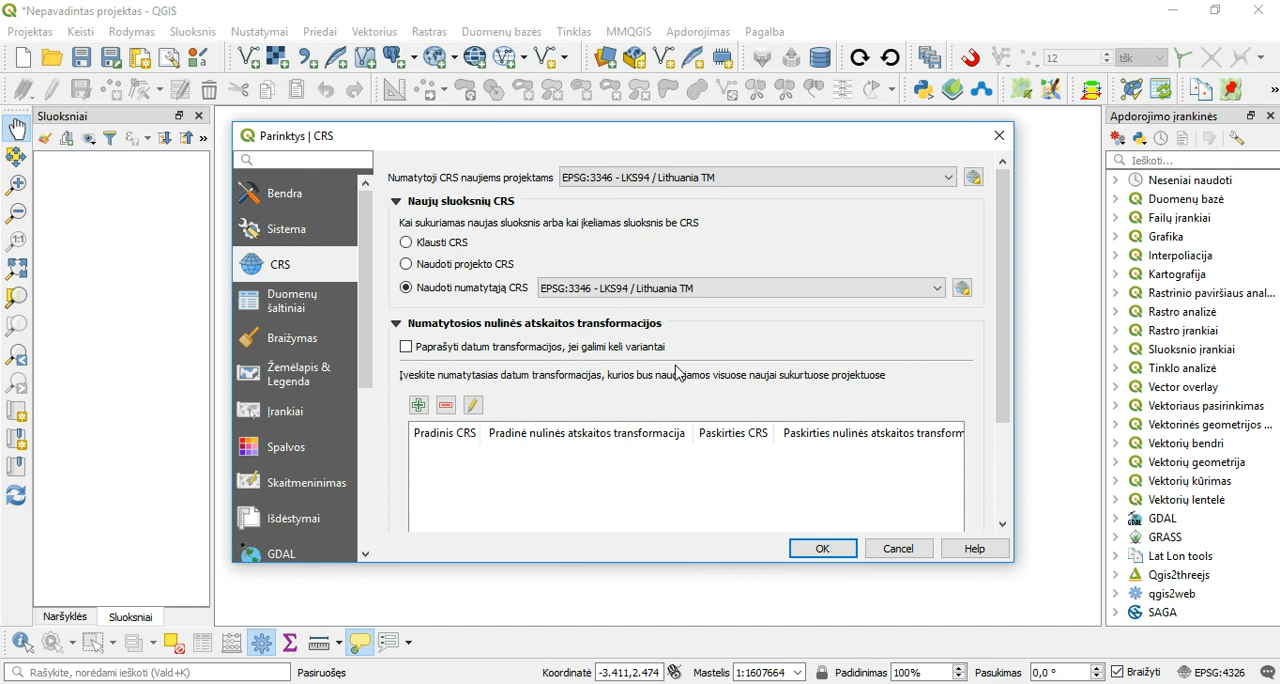 *Nepavadintas projektas - QGIS
Projektas Keisti Rodymas Sluoksnis Nustatymai Priedai Vektorius Rastras Duomenų bazės Tinklas MMQGIS Apdorojimas Pagalba
12 tšk
Sluoksniai
Parinktys | CRS
Bendra
Sistema
CRS
Duomenų
šaltiniai
Braižymas
Žemėlapis &
Legenda
Įrankiai
Spalvos
Skaitmeninimas
Išdėstymai
GDAL
Numatytoji CRS naujiems projektams EPSG:3346 - LKS94 / Lithuania TM
Naujų sluoksnių CRS
Kai sukuriamas naujas sluoksnis arba kai įkeliamas sluoksnis be CRS
Klausti CRS
Naudoti projekto CRS
Naudoti numatytąją CRS EPSG:3346 - LKS94 / Lithuania TM
Numatytosios nulinės atskaitos transformacijos
Paprašyti datum transformacijos, jei galimi keli variantai
Įveskite numatytasias datum transformacijas, kurios bus naudojamos visuose naujai sukurtuose projektuose
Pradinis CRS Pradinė nulinės atskaitos transformacija Paskirties CRS Paskirties nulinės atskaitos transform
OK Cancel Help
Apdorojimo įrankinės
Ieškoti...
Neseniai naudoti
Duomenų bazė
Failų įrankiai
Grafika
Interpoliacija
Kartografija
Rastrinio paviršiaus anal...
Rastro analizė
Rastro įrankiai
Sluoksnio įrankiai
Tinklo analizė
Vector overlay
Vektoriaus pasirinkimas
Vektorinės geometrijos ...
Vektorių bendri
Vektorių geometrija
Vektorių kūrimas
Vektorių lentelė
GDAL
GRASS
Lat Lon tools
Qgis2threejs
qgis2web
SAGA
Naršyklės Sluoksniai
Rašykite, norėdami ieškoti (Vald+K) Pasiruošęs Koordinatė -3.411,2.474 Mastelis 1:1607664 Padidinimas 100% Pasukimas 0,0 ° Braižyti EPSG:4326